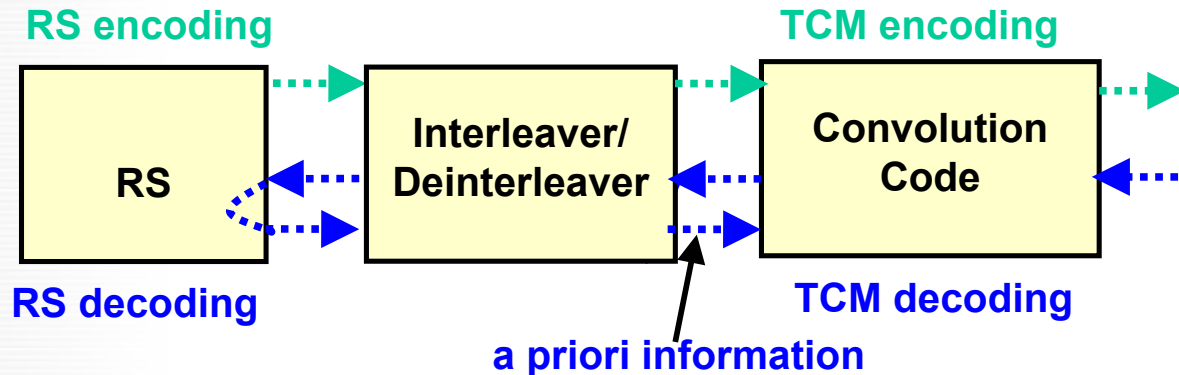 RS encoding
TCM encoding
RS
Interleaver/
Deinterleaver
Convolution
Code
RS decoding
TCM decoding
a priori information